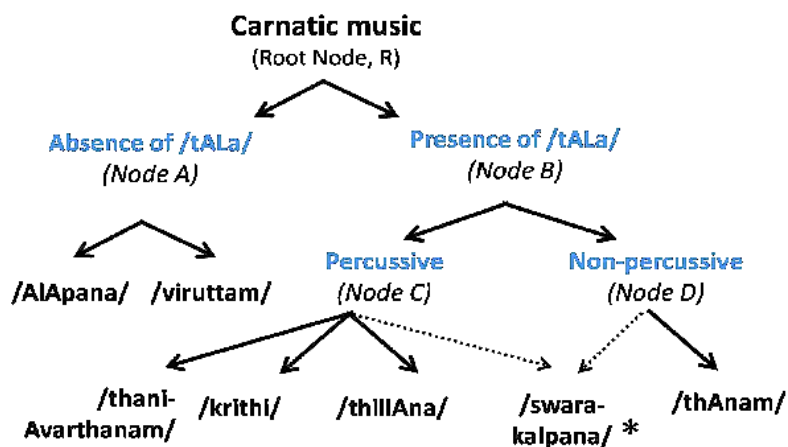 Carnatic music
(Root Node, R)
Absence of /tALa/
(Node A)
Presence of /tALa/
(Node B)
/AlApana/
/viruttam/
Percussive
(Node C)
Non-percussive
(Node D)
/thani-
Avarthanam/
/krithi/
/thillAna/
/swara-
kalpana/ *
/thAnam/